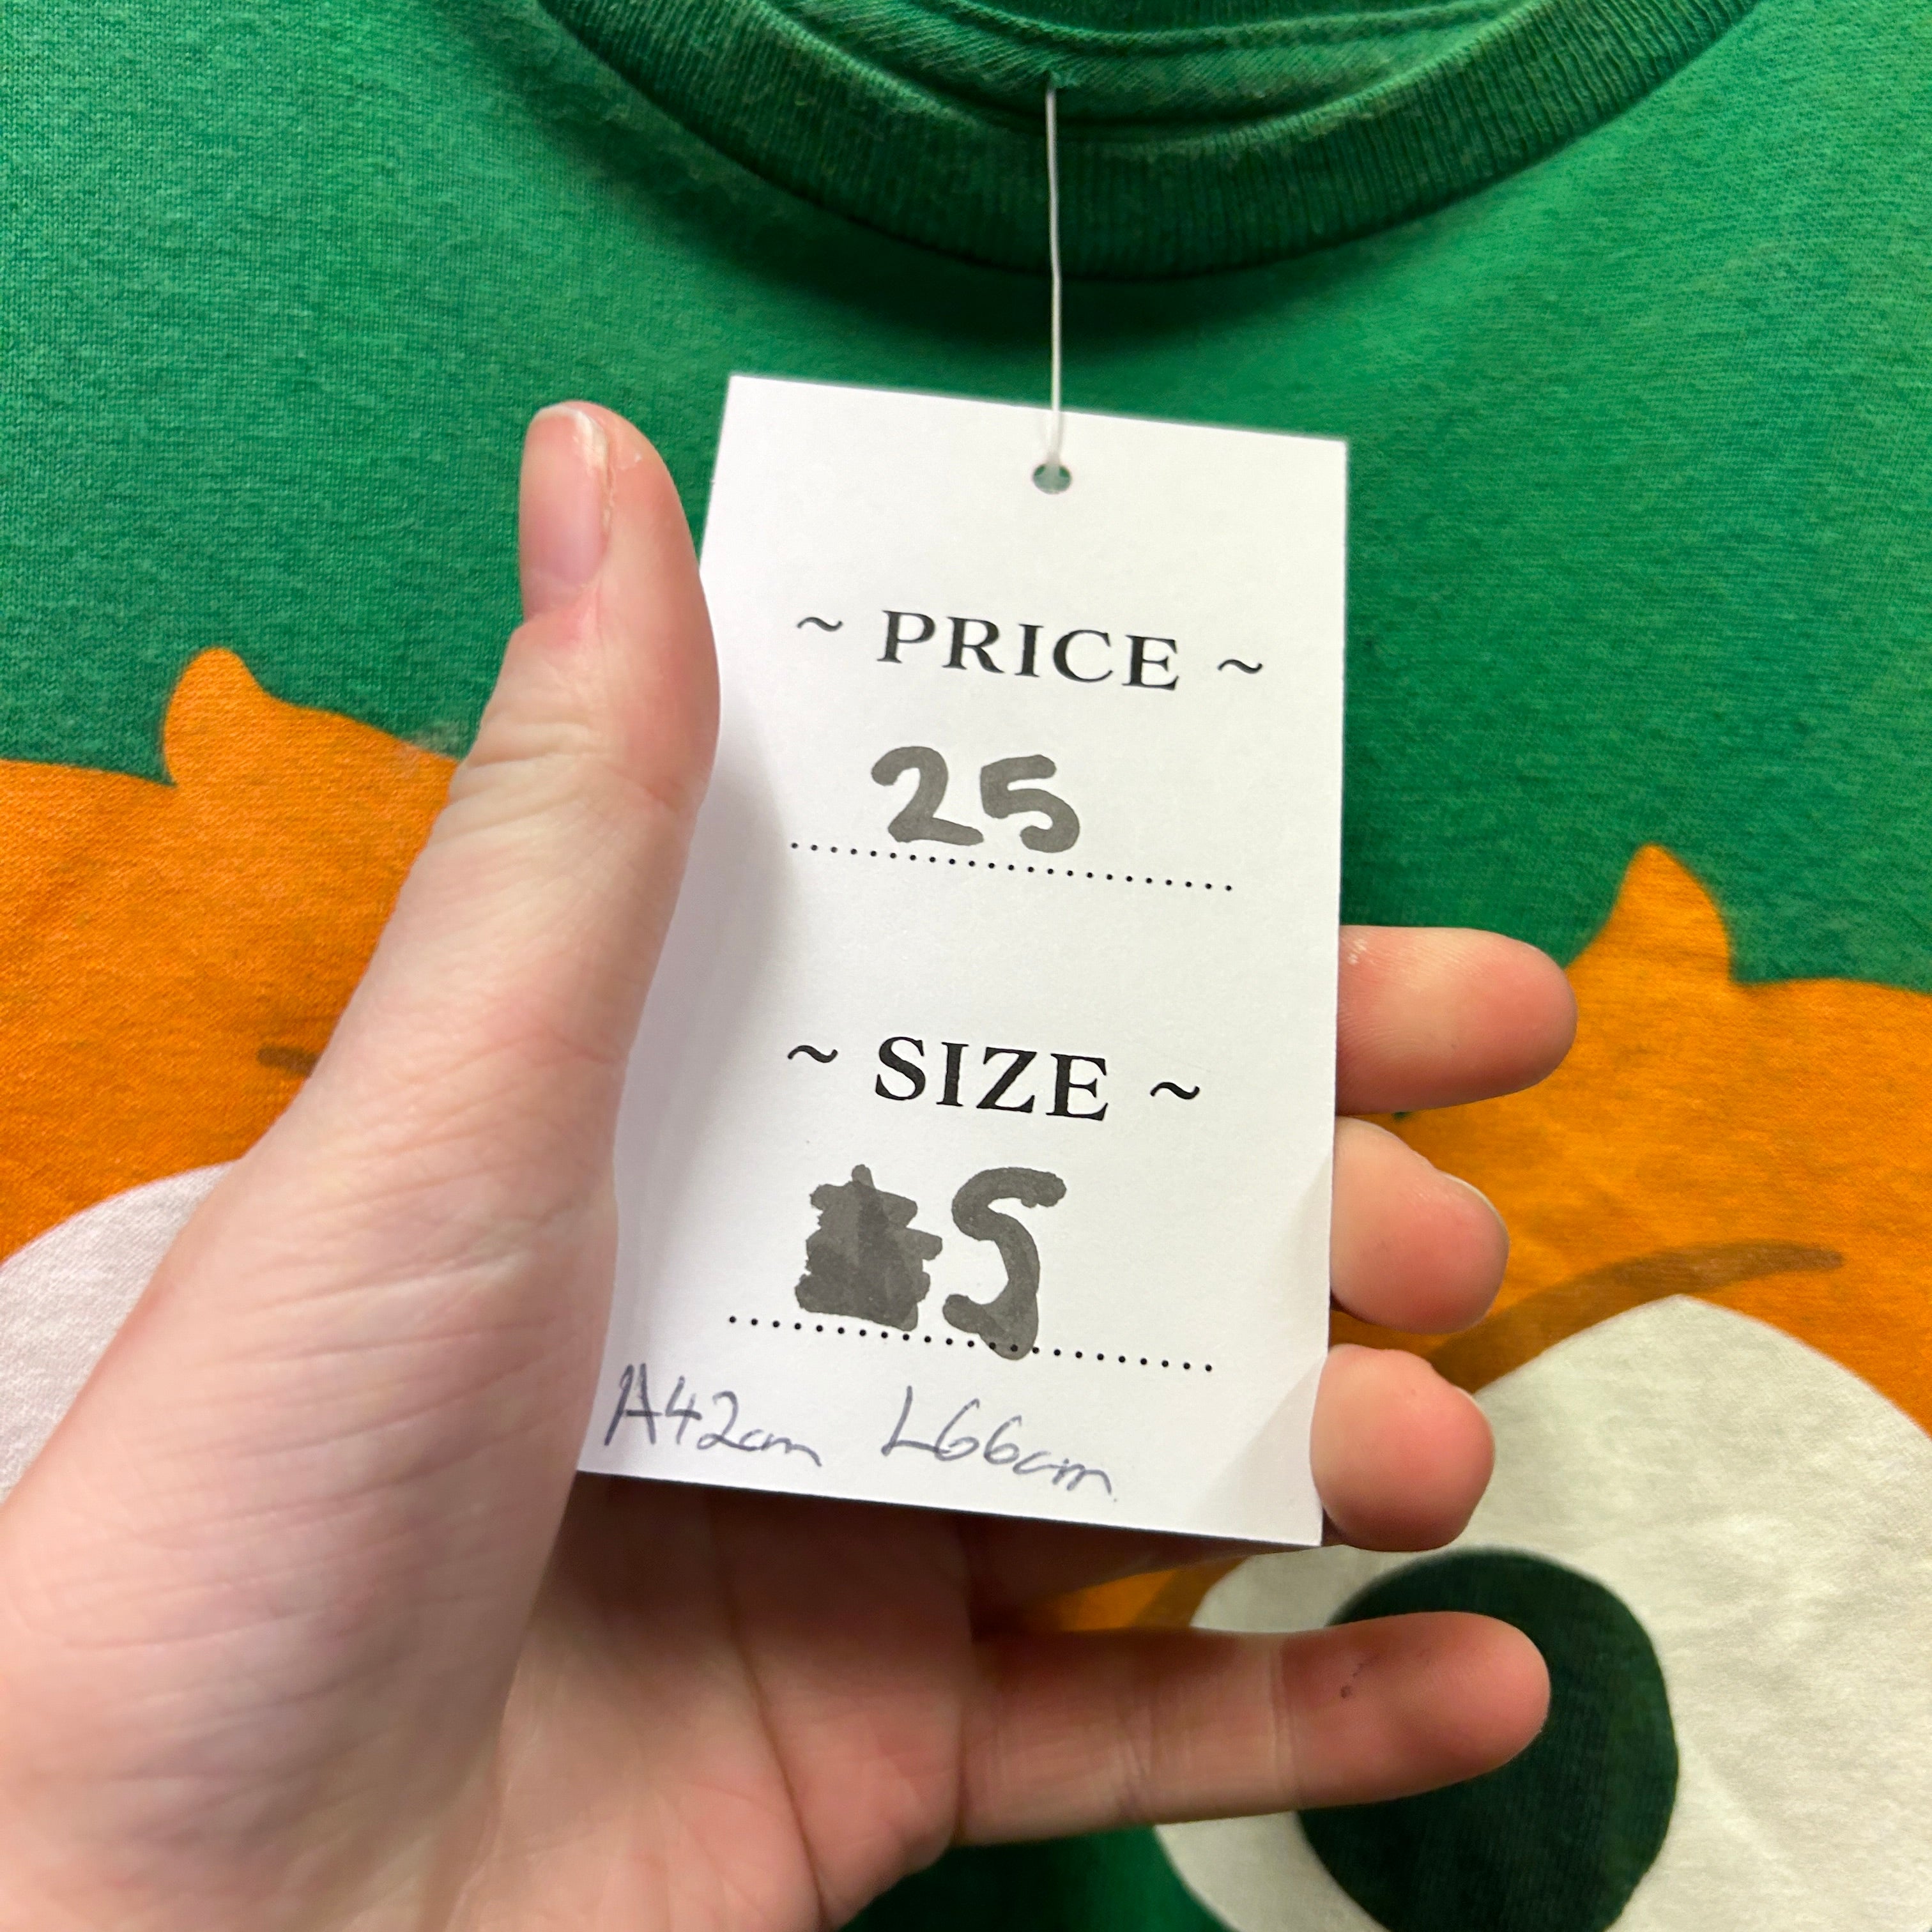 ~ PRICE ~
25
~ SIZE ~
S
A42cm L66cm